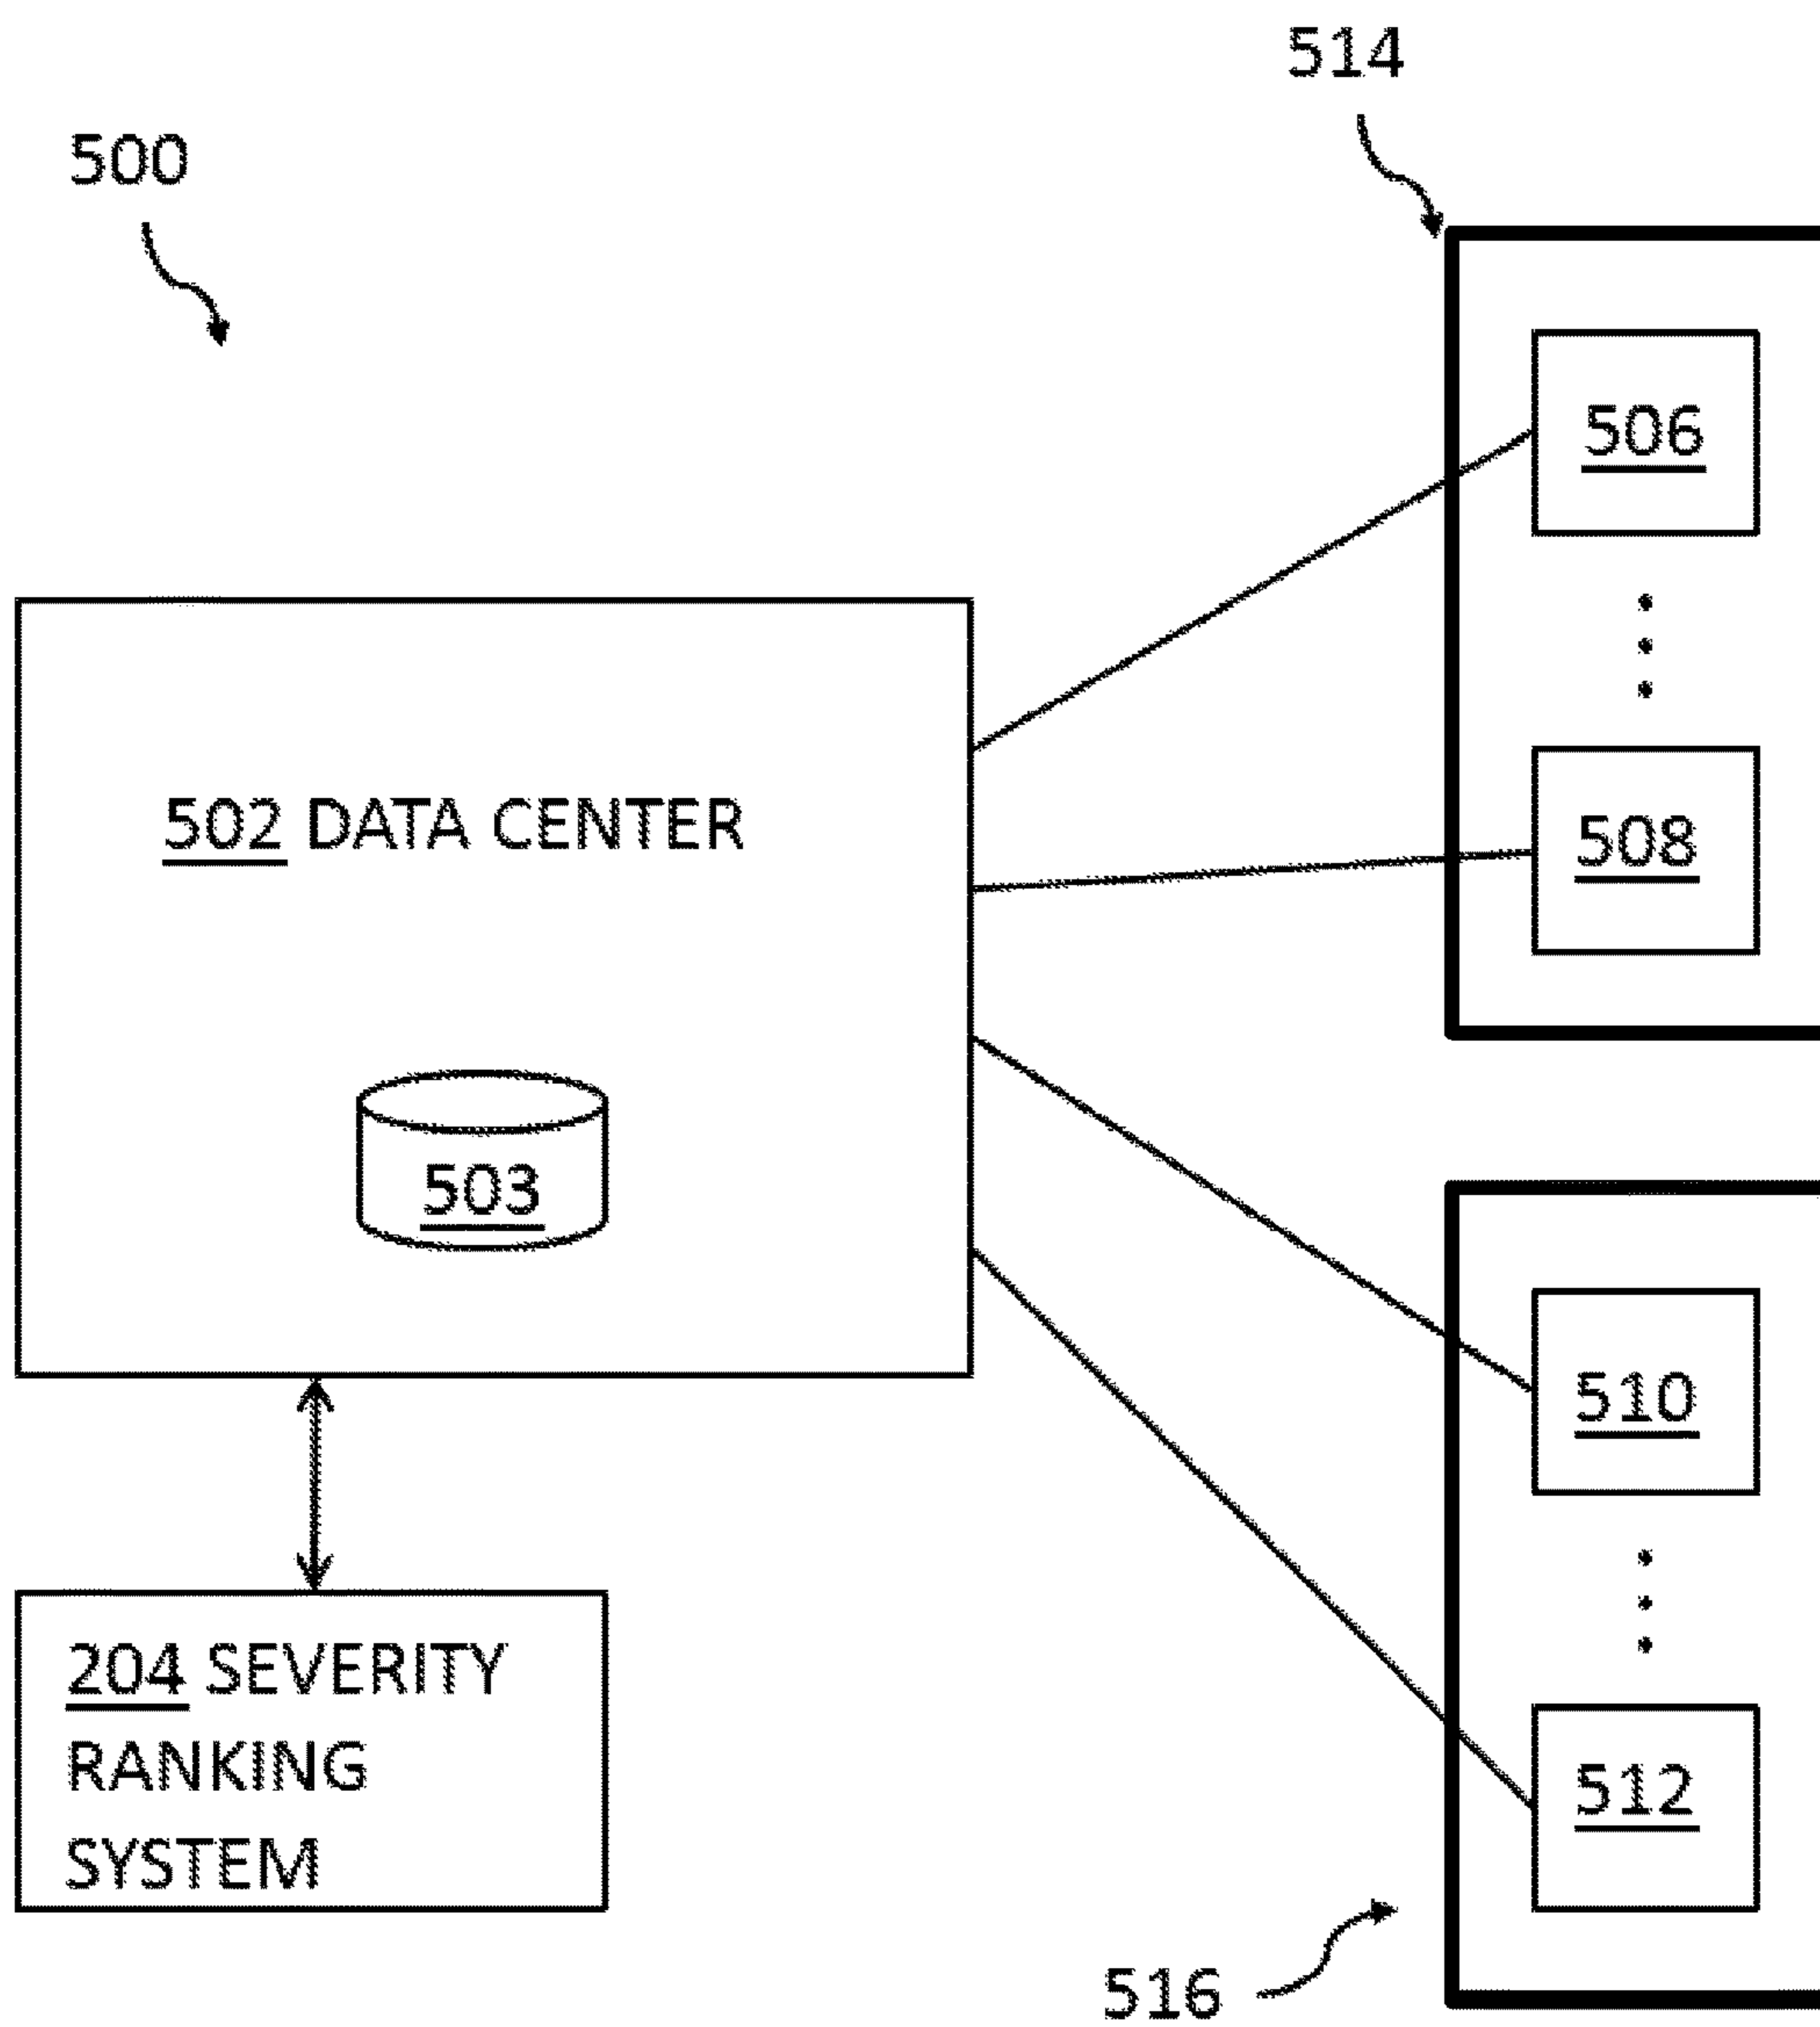 514
500
506
508
502 DATA CENTER
503
510
204 SEVERITY
RANKING
SYSTEM
512
516